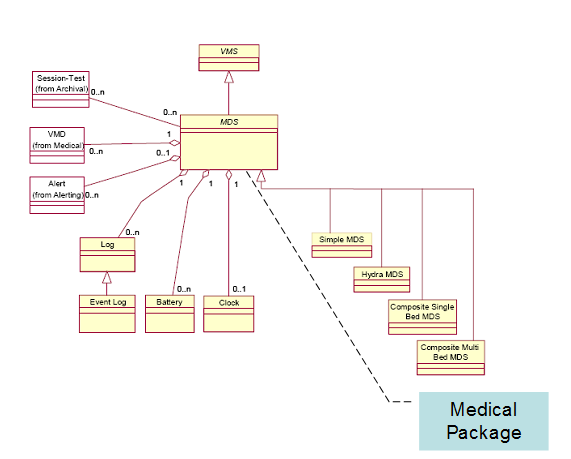 VMS
Session-Test
(from Archival)
0..n
0..n
MDS
1
VMD
(from Medical)
0..n
0..1
Alert
(from Alerting)
0..n
1
1
1
0..n
Log
Simple MDS
Hydra MDS
0..n
0..1
Event Log
Battery
Clock
Composite Single
Bed MDS
Composite Multi
Bed MDS
Medical
Package